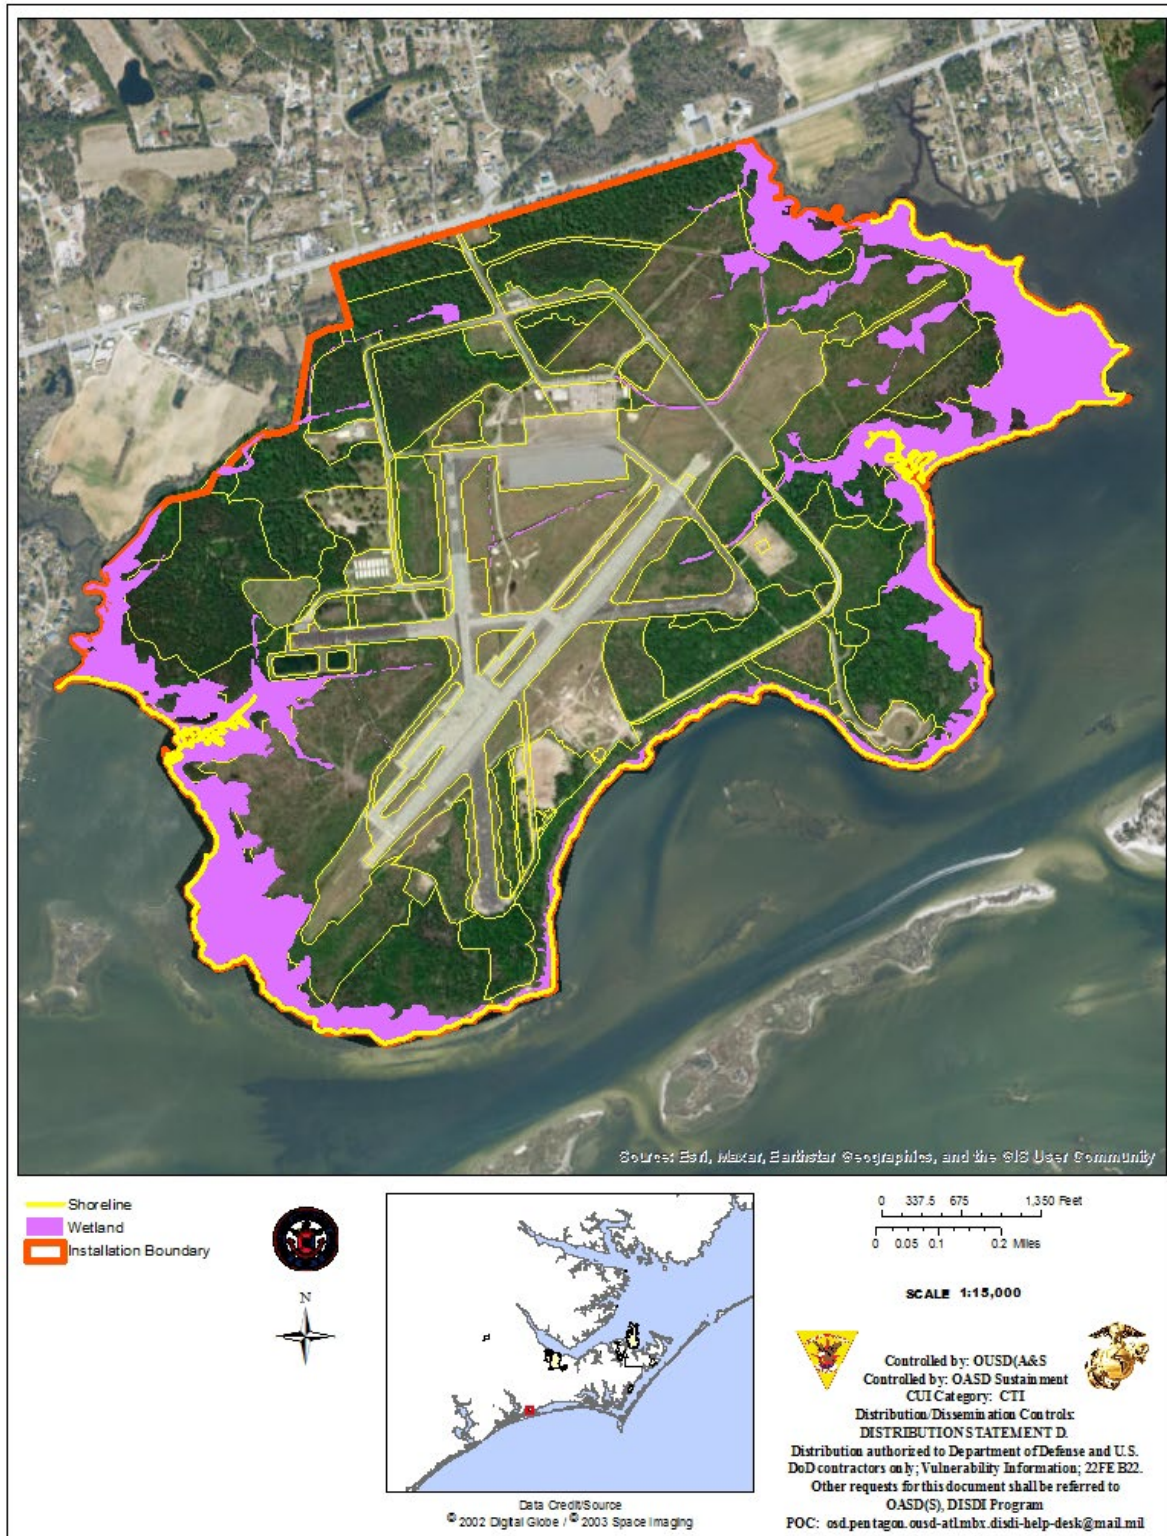 Source: Esri, Maxar, Earthstar Geographics, and the GIS User Community
Shoreline
Wetland
Installation Boundary
N
Data Credit/Source
© 2002 Digital Globe / © 2003 Space Imaging
0 337.5 675 1,350 Feet
0 0.05 0.1 0.2 Miles
SCALE 1:15,000
Controlled by: OUSD(A&S
Controlled by: OASD Sustainment
CUI Category: CTI
Distribution/Dissemination Controls:
DISTRIBUTION STATEMENT D.
Distribution authorized to Department of Defense and U.S.
DoD contractors only; Vulnerability Information; 22FEB22.
Other requests for this document shall be referred to
OASD(S), DISDI Program
POC: osd.pentagon.ousd-atl.mbx.disdi-help-desk@mail.mil